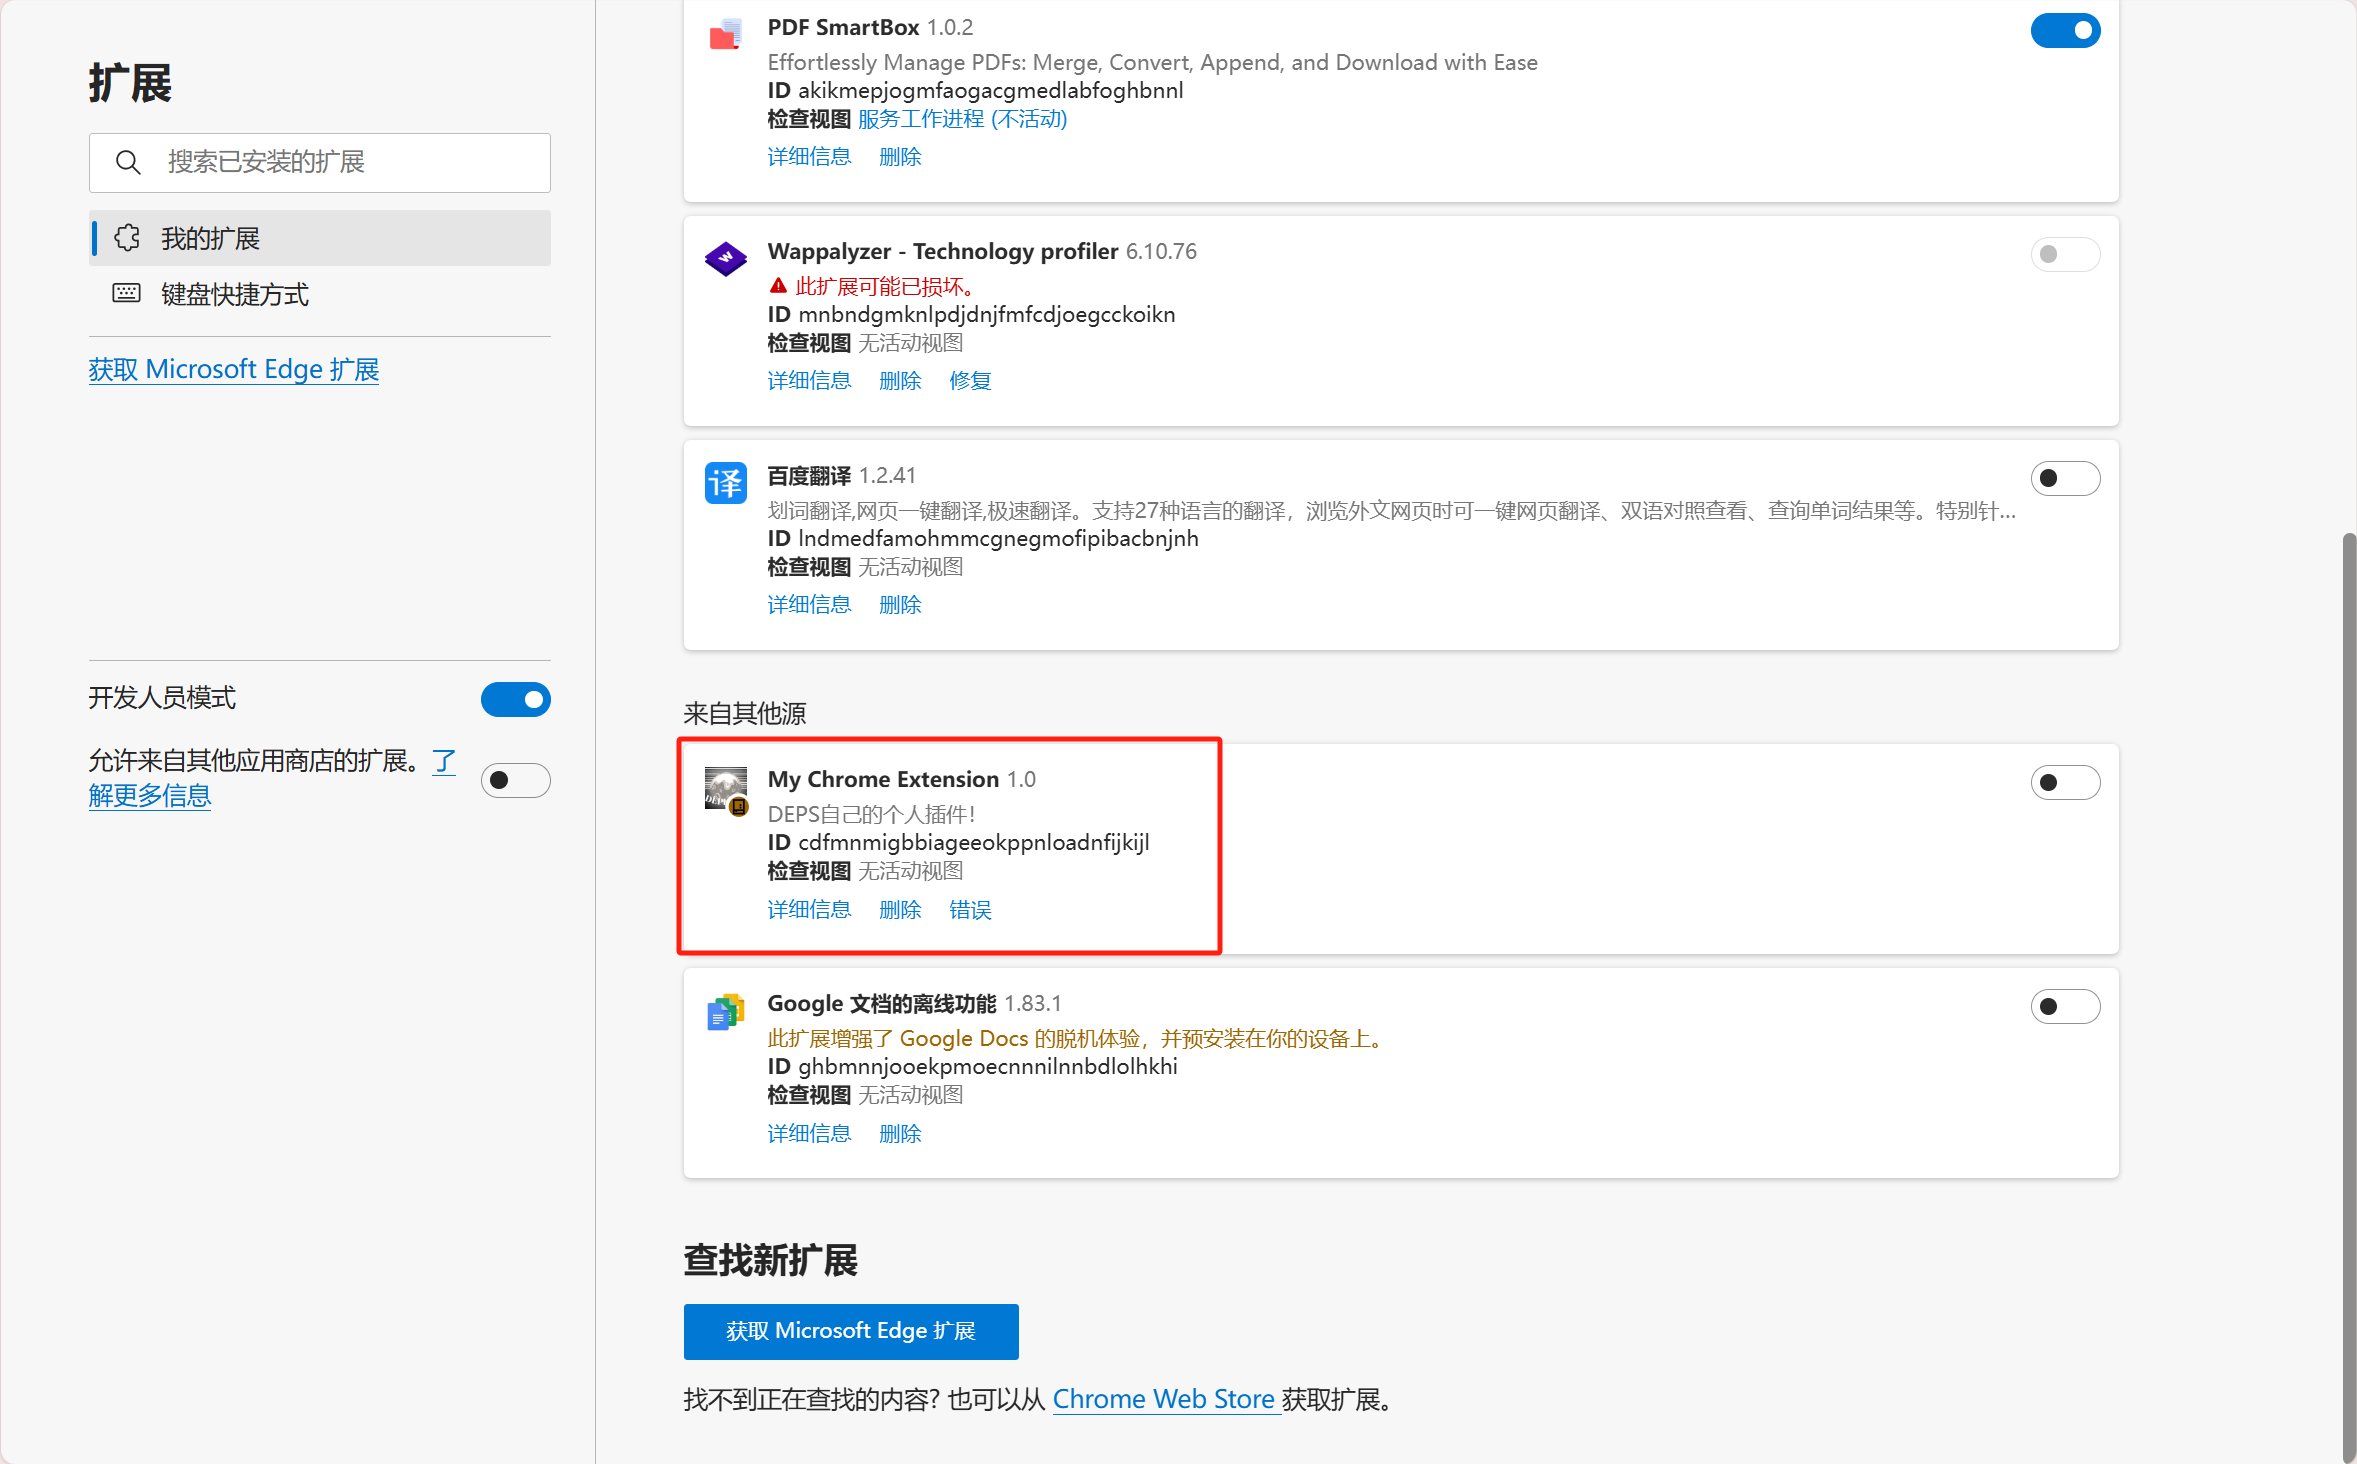 扩展
搜索已安装的扩展
我的扩展
键盘快捷方式
获取 Microsoft Edge 扩展
开发人员模式
允许来自其他应用商店的扩展。了
解更多信息
PDF SmartBox 1.0.2
Effortlessly Manage PDFs: Merge, Convert, Append, and Download with Ease
ID akikmepjogmfaogacgmedlabfoghbnnl
检查视图 服务工作进程 (不活动)
详细信息 删除
Wappalyzer - Technology profiler 6.10.76
此扩展可能已损坏。
ID mnbndgmknlpdjdnjfmfcdjoegcckoikn
检查视图 无活动视图
详细信息 删除 修复
译
百度翻译 1.2.41
划词翻译,网页一键翻译,极速翻译。支持27种语言的翻译，浏览外文网页时可一键网页翻译、双语对照查看、查询单词结果等。特别针...
ID lndmedfamohmmcgnegmofipibacbnjnh
检查视图 无活动视图
详细信息 删除
来自其他源
My Chrome Extension 1.0
DEPS自己的个人插件！
ID cdfmnmigbbiageeokppnloadnfijkijl
检查视图 无活动视图
详细信息 删除 错误
Google 文档的离线功能 1.83.1
此扩展增强了 Google Docs 的脱机体验，并预安装在你的设备上。
ID ghbmnnjooekpmoecnnnilnnbdlolhkhi
检查视图 无活动视图
详细信息 删除
查找新扩展
获取 Microsoft Edge 扩展
找不到正在查找的内容? 也可以从 Chrome Web Store 获取扩展。